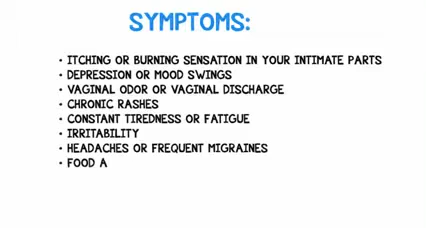 SYMPTOMS:
• ITCHING OR BURNING SENSATION IN YOUR INTIMATE PARTS
• DEPRESSION OR MOOD SWINGS
• VAGINAL ODOR OR VAGINAL DISCHARGE
• CHRONIC RASHES
• CONSTANT TIREDNESS OR FATIGUE
• IRRITABILITY
• HEADACHES OR FREQUENT MIGRAINES
• FOOD A